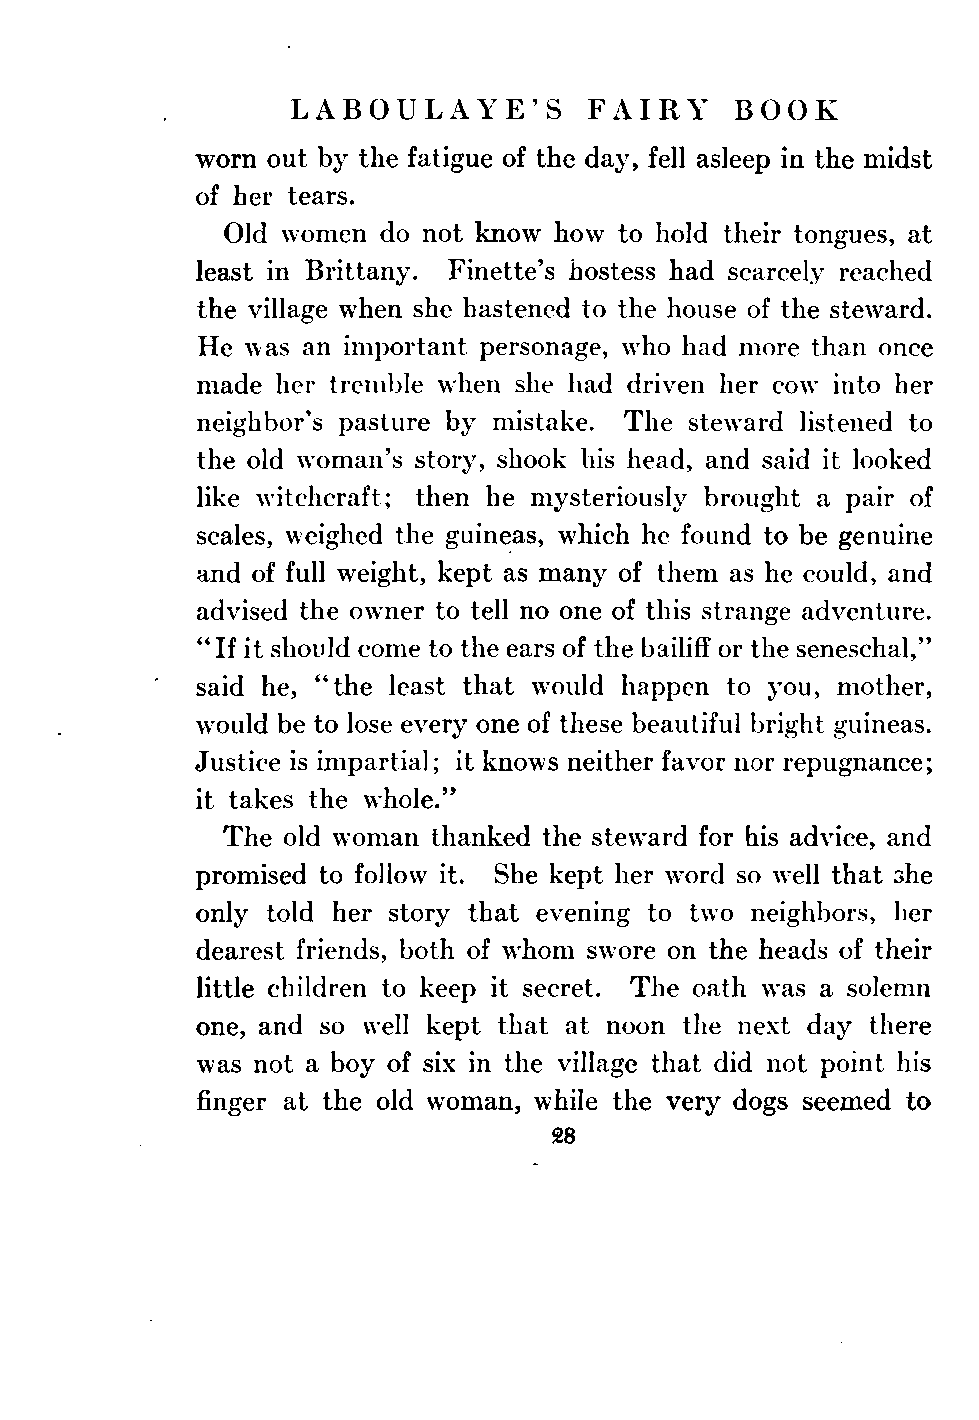 LABOULAYE'S FAIRY BOOK
worn out by the fatigue of the day, fell asleep in the midst
of her tears.
Old women do not know how to hold their tongues, at
least in Brittany. Finette's hostess had scarcely reached
the village when she hastened to the house of the steward.
He was an important personage, who had more than once
made her tremble when she had driven her cow into her
neighbor's pasture by mistake. The steward listened to
the old woman's story, shook his head, and said it looked
like witchcraft; then he mysteriously brought a pair of
scales, weighed the guineas, which he found to be genuine
and of full weight, kept as many of them as he could, and
advised the owner to tell no one of this strange adventure.
"If it should come to the ears of the bailiff or the seneschal,"
said he, "the least that would happen to you, mother,
would be to lose every one of these beautiful bright guineas.
Justice is impartial; it knows neither favor nor repugnance;
it takes the whole."
The old woman thanked the steward for his advice, and
promised to follow it. She kept her word so well that she
only told her story that evening to two neighbors, her
dearest friends, both of whom swore on the heads of their
little children to keep it secret. The oath was a solemn
one, and so well kept that at noon the next day there
was not a boy of six in the village that did not point his
finger at the old woman, while the very dogs seemed to
28